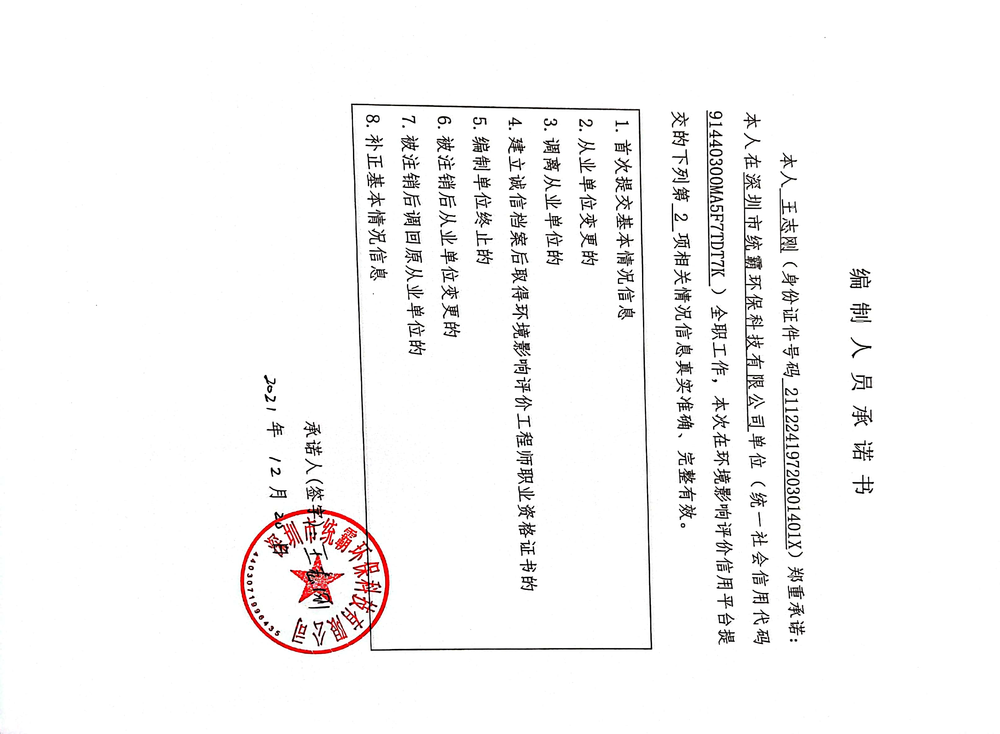 编制人员承诺书
本人 王志刚（身份证件号码 21122419720301401X）郑重承诺：
本人在深圳市统霸环保科技有限公司单位（统一社会信用代码
91440300MA5F7TDT7K ）全职工作，本次在环境影响评价信用平台提
交的下列第 2 项相关情况信息真实准确、完整有效。
1. 首次提交基本情况信息
2. 从业单位变更的
3. 调离从业单位的
4. 建立诚信档案后取得环境影响评价工程师职业资格证书的
5. 编制单位终止的
6. 被注销后从业单位变更的
7. 被注销后调回原从业单位的
8. 补正基本情况信息
承诺人(签字)：王志刚
2021 年 12 月 20 日
深圳市统霸环保科技有限公司
4403071996435